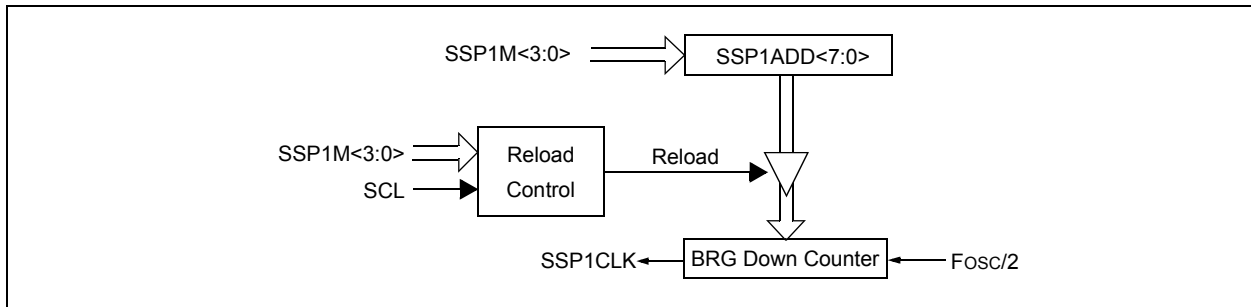 SSP1M<3:0>
SSP1ADD<7:0>
SSP1M<3:0>
SCL
Reload
Control
Reload
SSP1CLK
BRG Down Counter
FOSC/2